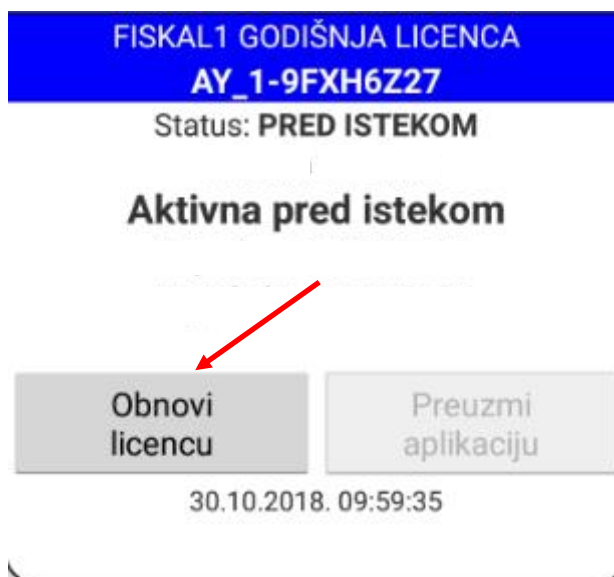 FISKAL1 GODIŠNJA LICENCA
AY_1-9FXH6Z27
Status: PRED ISTEKOM
Aktivna pred istekom
Obnovi
licencu
Preuzmi
aplikaciju
30.10.2018. 09:59:35